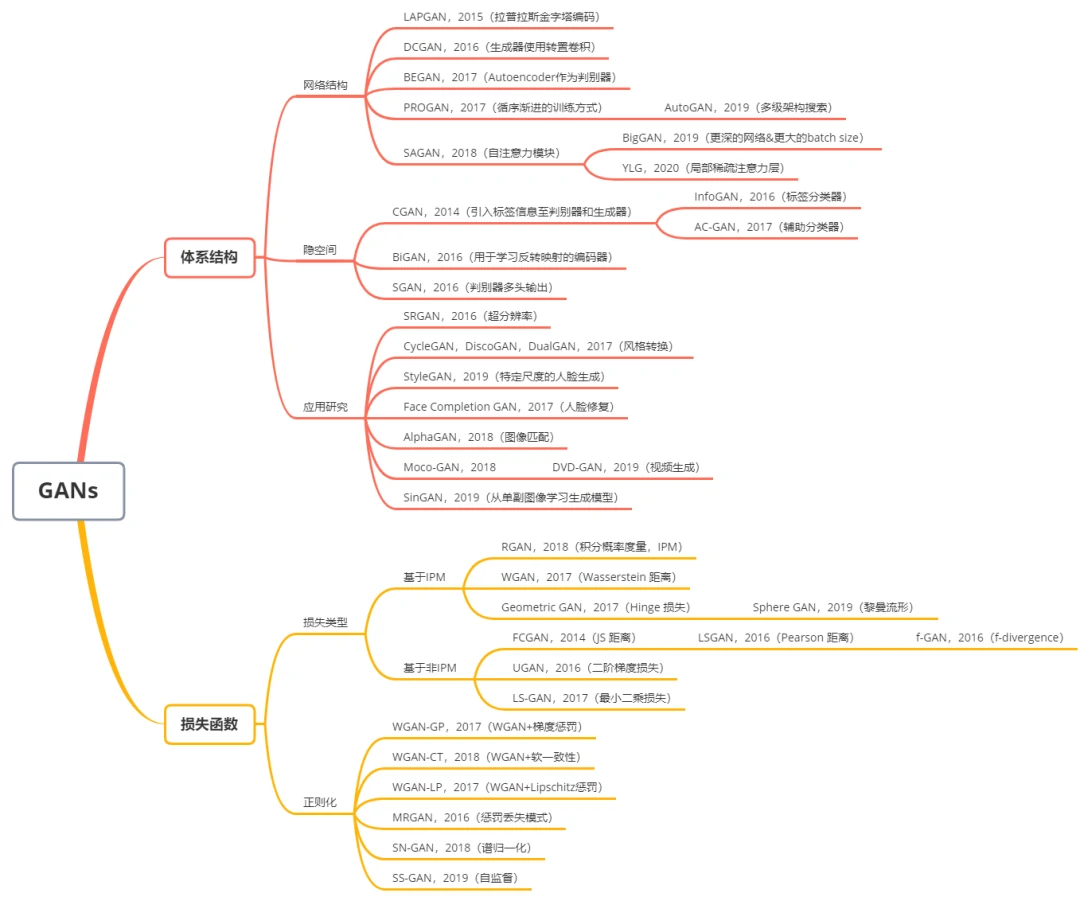 GANs
体系结构
网络结构
LAPGAN，2015（拉普拉斯金字塔编码）
DCGAN，2016（生成器使用转置卷积）
BEGAN，2017（Autoencoder作为判别器）
PROGAN，2017（循序渐进的训练方式）
AutoGAN，2019（多级架构搜索）
SAGAN，2018（自注意力模块）
BigGAN，2019（更深的网络&更大的batch size）
YLG，2020（局部稀疏注意力层）
隐空间
CGAN，2014（引入标签信息至判别器和生成器）
InfoGAN，2016（标签分类器）
AC-GAN，2017（辅助分类器）
BiGAN，2016（用于学习反转映射的编码器）
SGAN，2016（判别器多头输出）
应用研究
SRGAN，2016（超分辨率）
CycleGAN，DiscoGAN，DualGAN，2017（风格转换）
StyleGAN，2019（特定尺度的人脸生成）
Face Completion GAN，2017（人脸修复）
AlphaGAN，2018（图像匹配）
Moco-GAN，2018
DVD-GAN，2019（视频生成）
SinGAN，2019（从单副图像学习生成模型）
损失函数
损失类型
基于IPM
RGAN，2018（积分概率度量，IPM）
WGAN，2017（Wasserstein 距离）
Geometric GAN，2017（Hinge 损失）
Sphere GAN，2019（黎曼流形）
基于非IPM
FCGAN，2014（JS 距离）
LSGAN，2016（Pearson 距离）
f-GAN，2016（f-divergence）
UGAN，2016（二阶梯度损失）
LS-GAN，2017（最小二乘损失）
正则化
WGAN-GP，2017（WGAN+梯度惩罚）
WGAN-CT，2018（WGAN+软一致性）
WGAN-LP，2017（WGAN+Lipschitz惩罚）
MRGAN，2016（惩罚丢失模式）
SN-GAN，2018（谱归一化）
SS-GAN，2019（自监督）